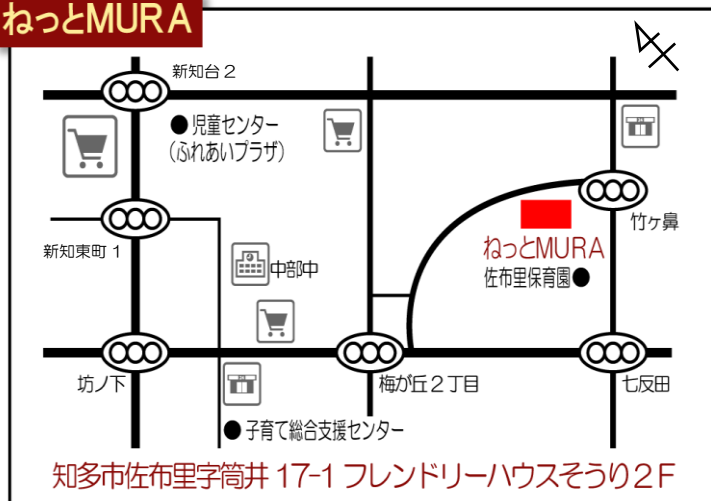 ねっとMURA
新知台2
●児童センター
(ふれあいプラザ)
竹ヶ鼻
新知東町1
ねっとMURA
中部中
佐布里保育園●
坊ノ下
梅が丘2丁目
七反田
●子育て総合支援センター
知多市佐布里字筒井 17-1 フレンドリーハウスそうり2F